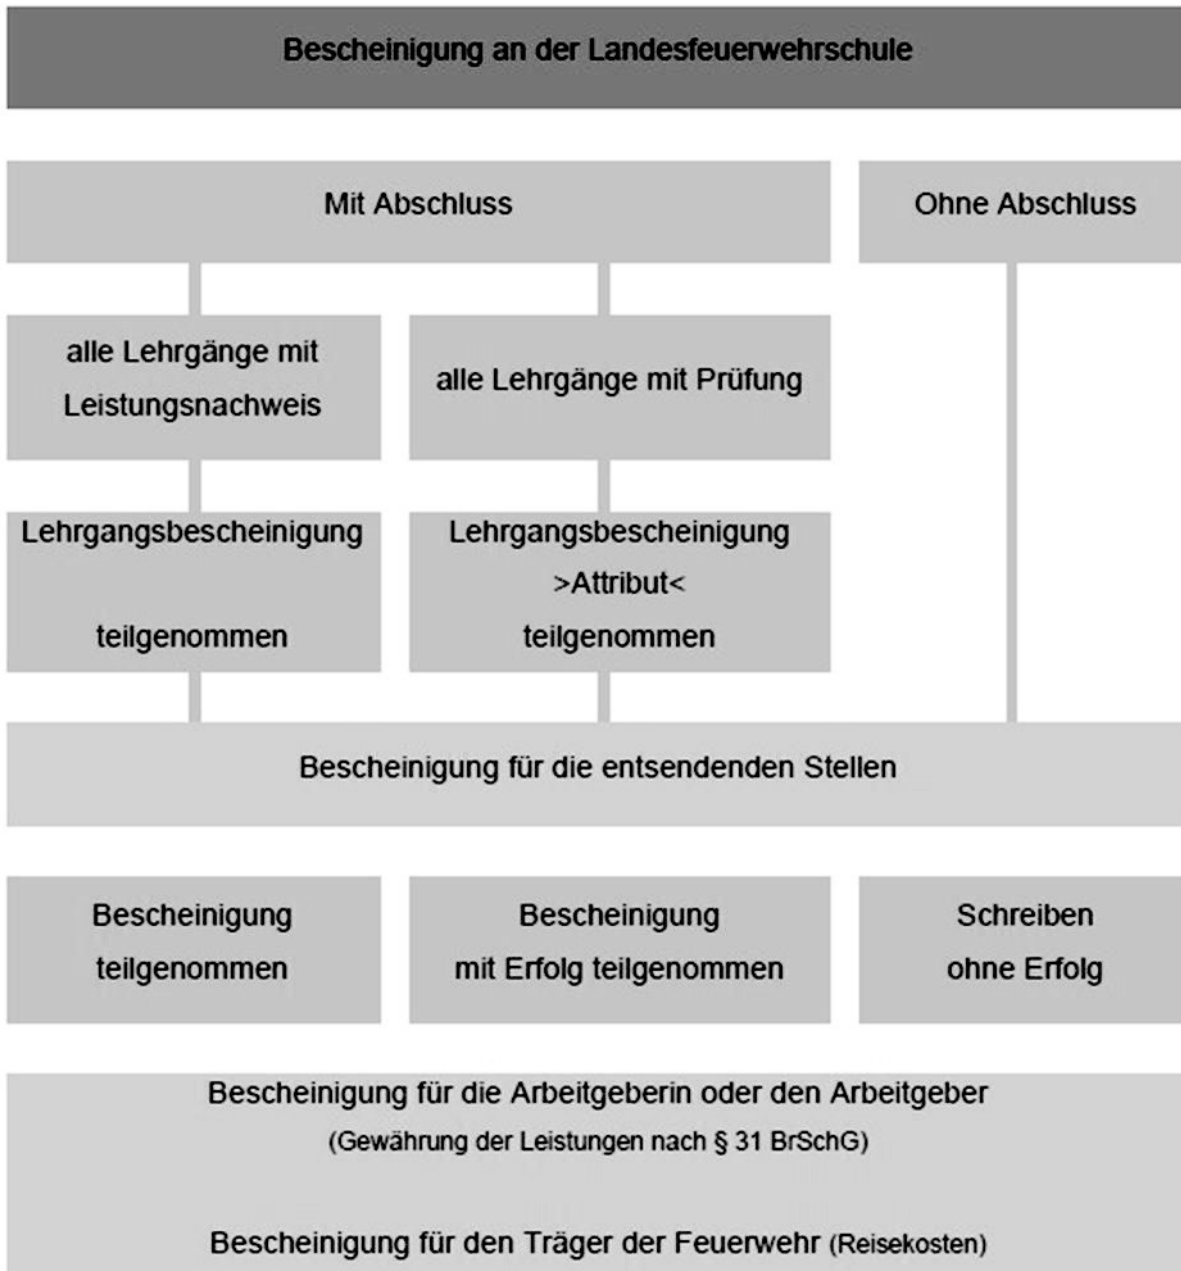 Bescheinigung an der Landesfeuerwehrschule
Mit Abschluss
Ohne Abschluss
alle Lehrgänge mit
Leistungsnachweis
alle Lehrgänge mit Prüfung
Lehrgangsbescheinigung
teilgenommen
Lehrgangsbescheinigung
>Attribut<
teilgenommen
Bescheinigung für die entsendenden Stellen
Bescheinigung
teilgenommen
Bescheinigung
mit Erfolg teilgenommen
Schreiben
ohne Erfolg
Bescheinigung für die Arbeitgeberin oder den Arbeitgeber
(Gewährung der Leistungen nach § 31 BrSchG)
Bescheinigung für den Träger der Feuerwehr (Reisekosten)